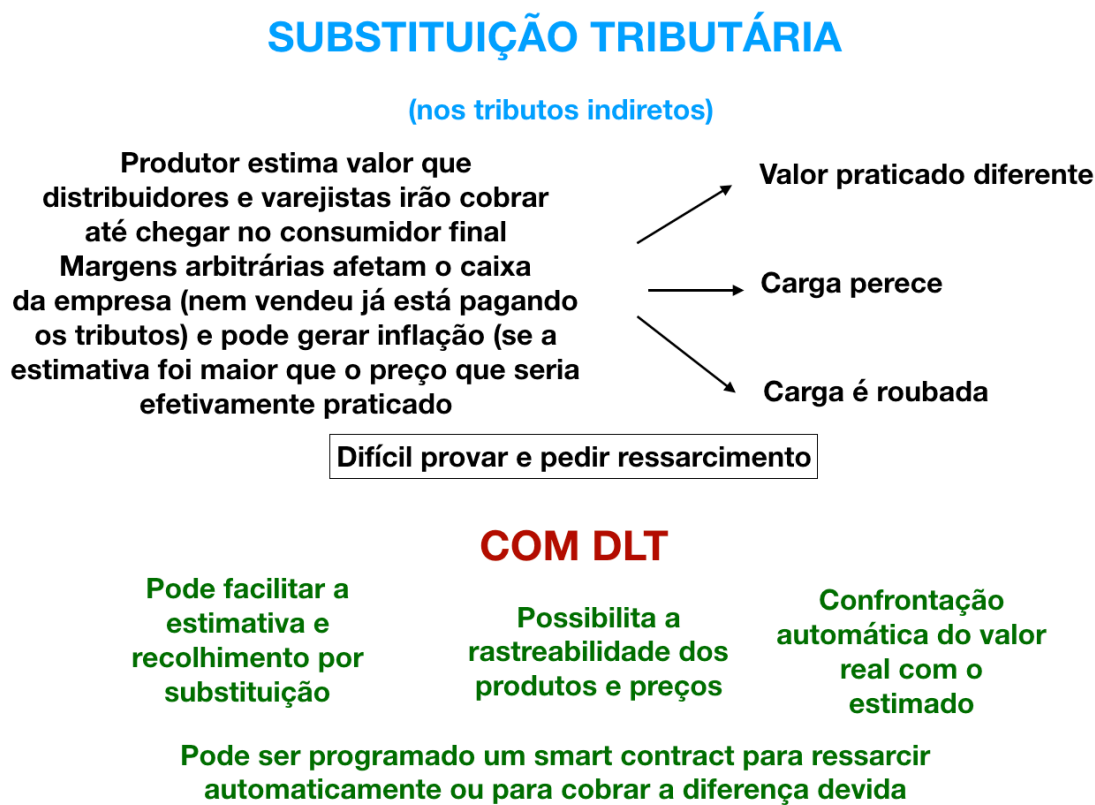 SUBSTITUIÇÃO TRIBUTÁRIA
(nos tributos indiretos)
Produtor estima valor que
distribuidores e varejistas irão cobrar
até chegar no consumidor final
Margens arbitrárias afetam o caixa
da empresa (nem vendeu já está pagando
os tributos) e pode gerar inflação (se a
estimativa foi maior que o preço que seria
efetivamente praticado
Valor praticado diferente
Carga perece
Carga é roubada
Difícil provar e pedir ressarcimento
COM DLT
Pode facilitar a
estimativa e
recolhimento por
substituição
Possibilita a
rastreabilidade dos
produtos e preços
Confrontação
automática do valor
real com o
estimado
Pode ser programado um smart contract para ressarcir
automaticamente ou para cobrar a diferença devida